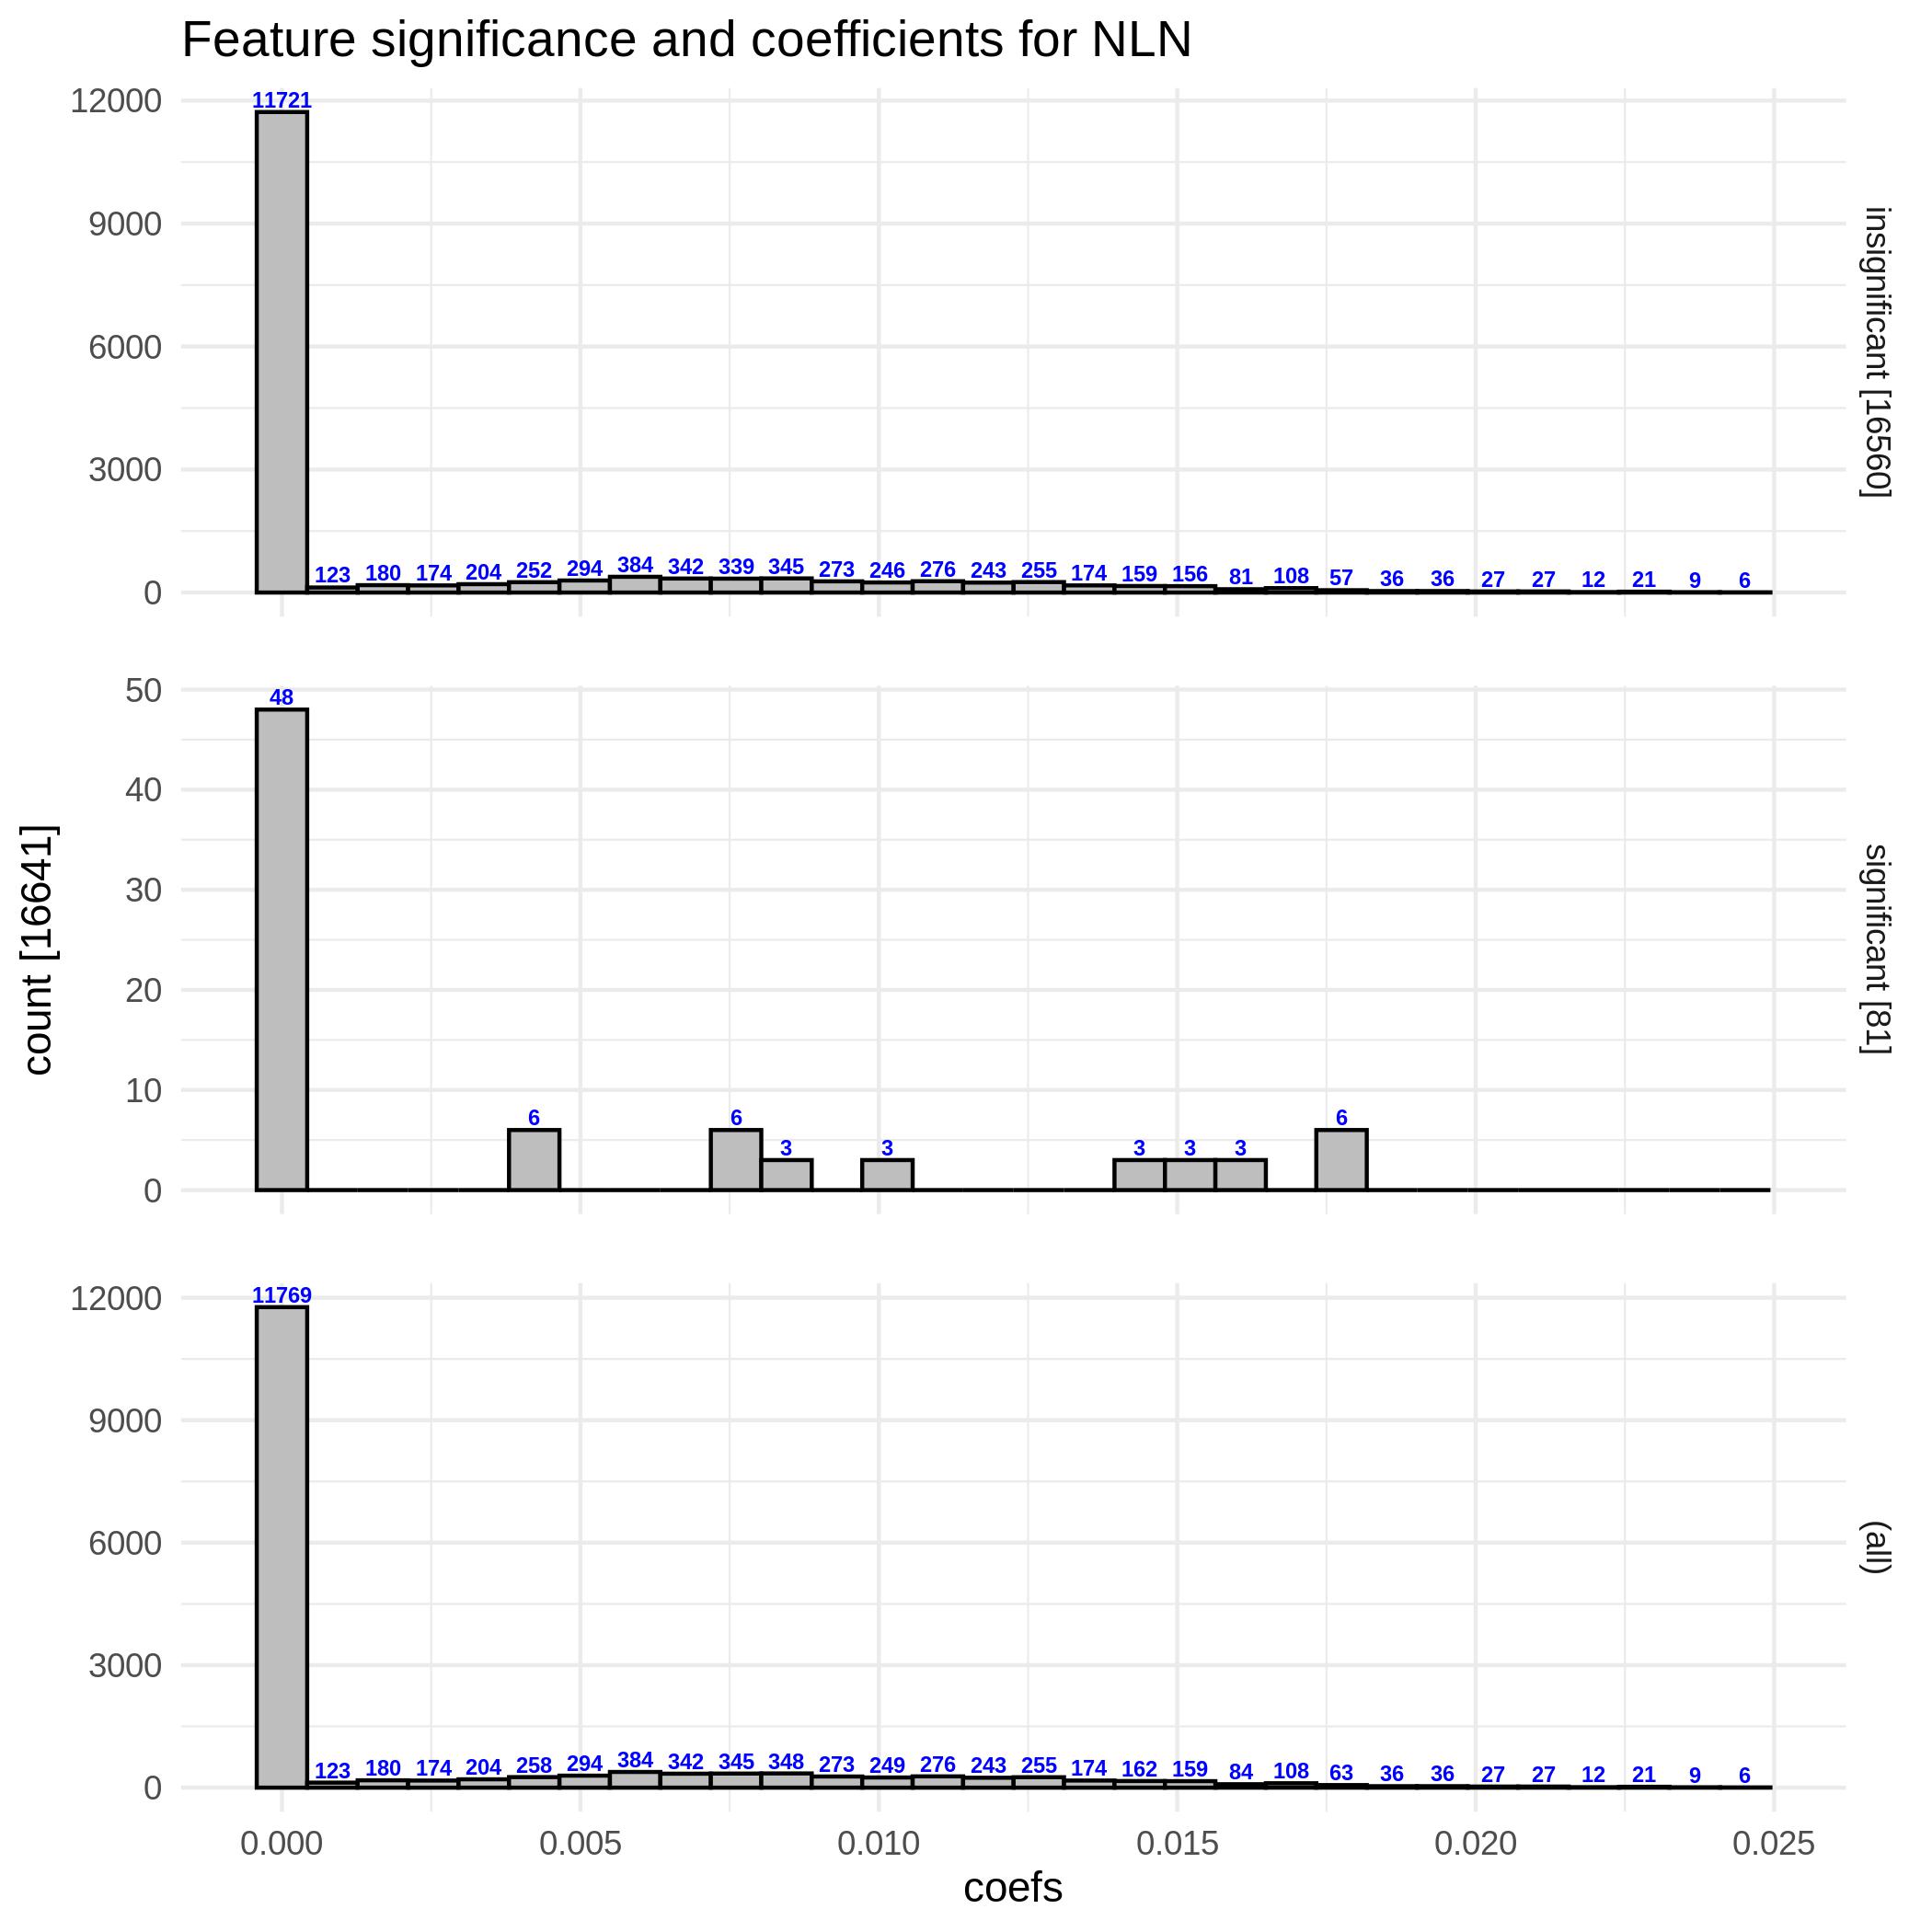 Feature significance and coefficients for NLN
count [16641]
12000
9000
6000
3000
0
11721 123 180 174 204 252 294 384 342 339 345 273 246 276 243 255 174 159 156 81 108 57 36 36 27 27 12 21 9 6
insignificant [16560]
50
40
30
20
10
0
48 6 6 3 3 3 3 3 6
significant [81]
12000
9000
6000
3000
0
11769 123 180 174 204 258 294 384 342 345 348 273 249 276 243 255 174 162 159 84 108 63 36 36 27 27 12 21 9 6
(all)
0.000 0.005 0.010 0.015 0.020 0.025
coefs